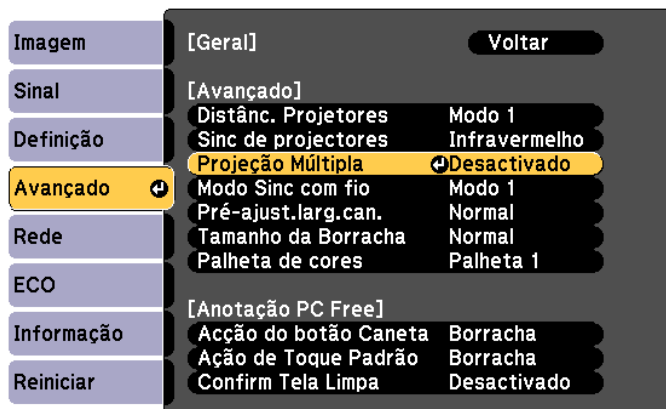 Imagem
Sinal
Definição
Avançado
Rede
ECO
Informação
Reiniciar
[Geral] Voltar
[Avançado]
Distânc. Projetores Modo 1
Sinc de projectores Infravermelho
Projeção Múltipla Desactivado
Modo Sinc com fio Modo 1
Pré-ajust.larg.can. Normal
Tamanho da Borracha Normal
Palheta de cores Palheta 1
[Anotação PC Free]
Acção do botão Caneta Borracha
Ação de Toque Padrão Borracha
Confirm Tela Limpa Desactivado